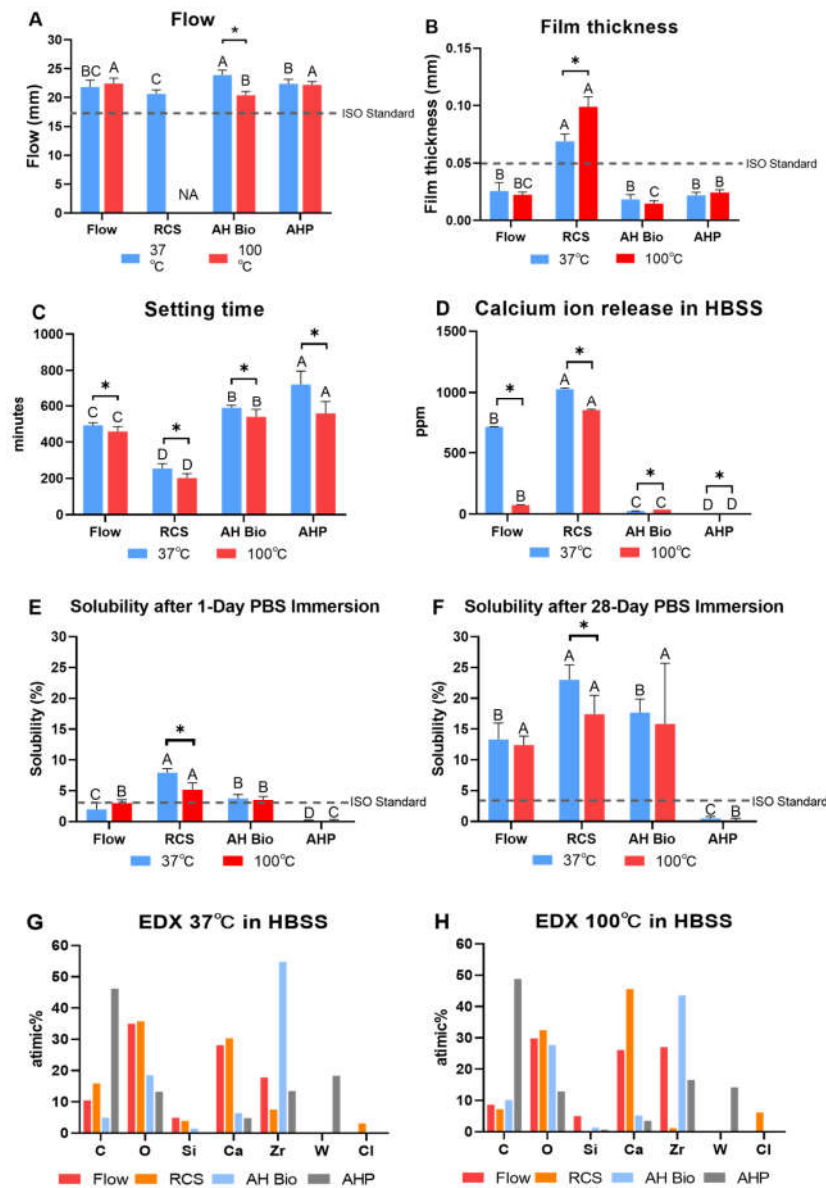 A
Flow
Flow (mm)
30
25
20
15
10
5
0
BC
A
C
NA
*
A
B
B
A
ISO Standard
Flow
RCS
AH Bio
AHP
37
℃
100
℃
B
Film thickness
Film thickness (mm)
0.15
0.10
0.05
0.00
B
BC
*
A
A
B
C
B
B
ISO Standard
Flow
RCS
AH Bio
AHP
37℃
100℃
C
Setting time
minutes
1000
800
600
400
200
0
*
C
C
*
D
D
*
B
B
*
A
A
Flow
RCS
AH Bio
AHP
37℃
100℃
D
Calcium ion release in HBSS
ppm
1500
1000
500
0
*
B
B
*
A
A
*
C
C
*
D
D
Flow
RCS
AH Bio
AHP
37℃
100℃
E
Solubility after 1-Day PBS Immersion
Solubility (%)
30
25
20
15
10
5
0
C
B
*
A
A
B
B
D
C
ISO Standard
Flow
RCS
AH Bio
AHP
37℃
100℃
F
Solubility after 28-Day PBS Immersion
Solubility (%)
30
25
20
15
10
5
0
B
B
*
A
A
B
A
C
B
ISO Standard
Flow
RCS
AH Bio
AHP
37℃
100℃
G
EDX 37℃ in HBSS
atimic%
60
50
40
30
20
10
0
C
O
Si
Ca
Zr
W
Cl
Flow
RCS
AH Bio
AHP
H
EDX 100℃ in HBSS
atimic%
60
50
40
30
20
10
0
C
O
Si
Ca
Zr
W
Cl
Flow
RCS
AH Bio
AHP